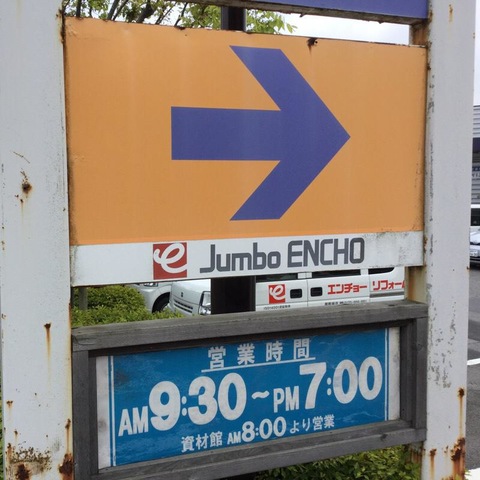 e Jumbo ENCHO
e エンチョー リフォーム
営業時間
AM9:30~PM7:00
資材館 AM8:00より営業